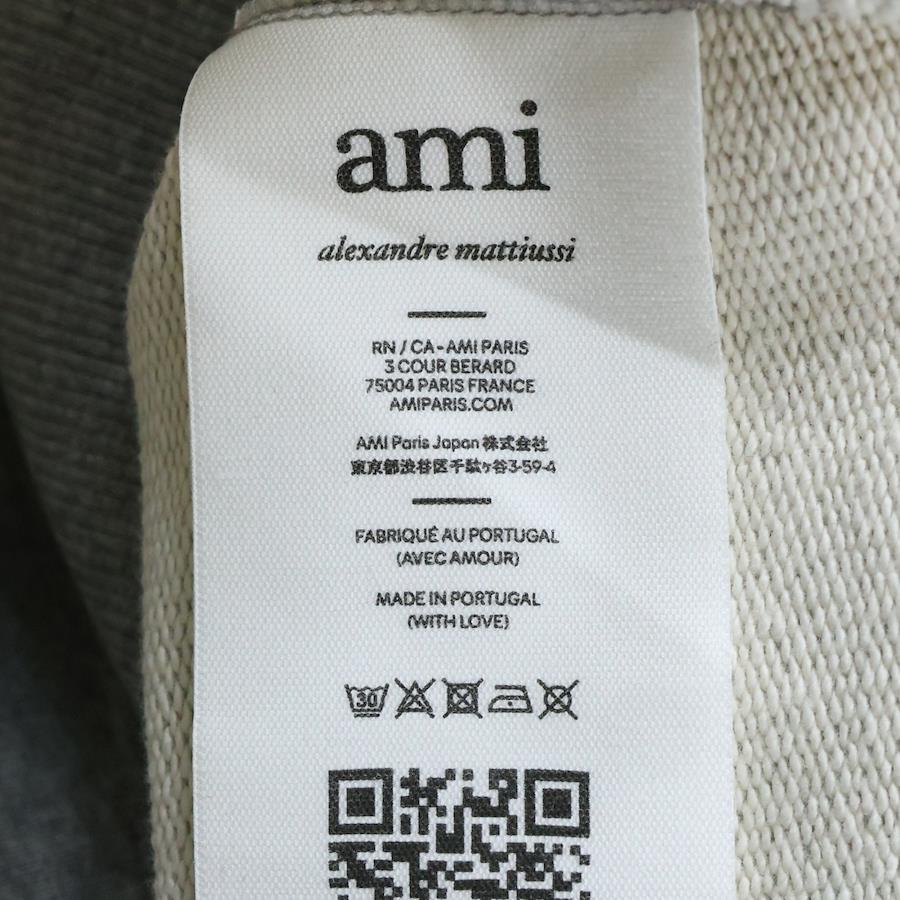 ami
alexandre mattiussi
RN / CA-AMI PARIS
3 COUR BERARD
75004 PARIS FRANCE
AMIPARIS.COM
AMI Paris Japan 株式会社
東京都渋谷区千駄ヶ谷3-59-4
FABRIQUÉ AU PORTUGAL
(AVEC AMOUR)
MADE IN PORTUGAL
(WITH LOVE)
30